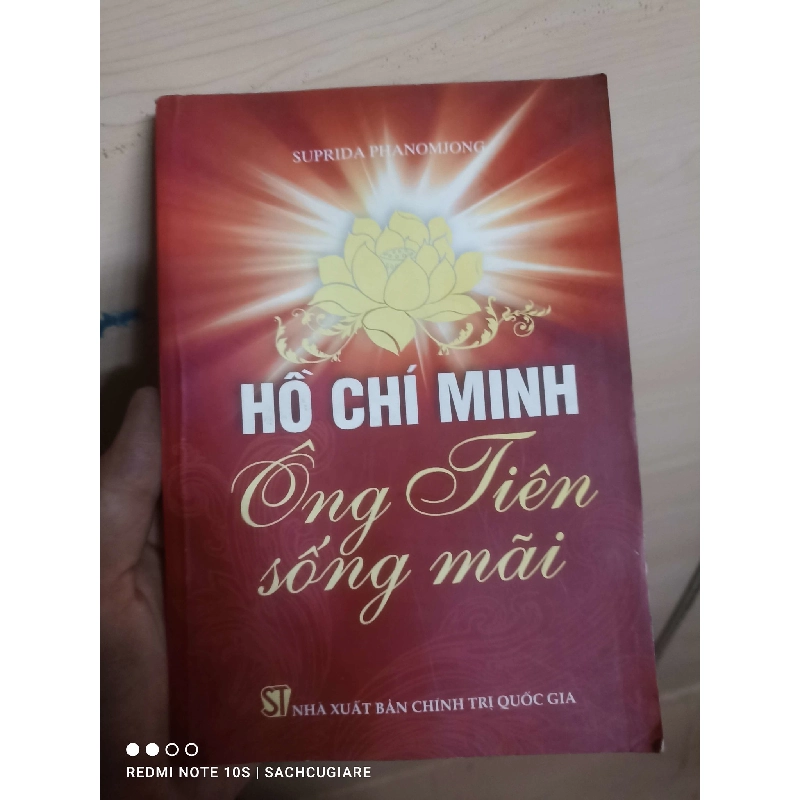 SUPRIDA PHANOMJONG
HỒ CHÍ MINH
Ông Tiên
sống mãi
ST NHÀ XUẤT BẢN CHÍNH TRỊ QUỐC GIA
REDMI NOTE 10S | SACHCUGIARE